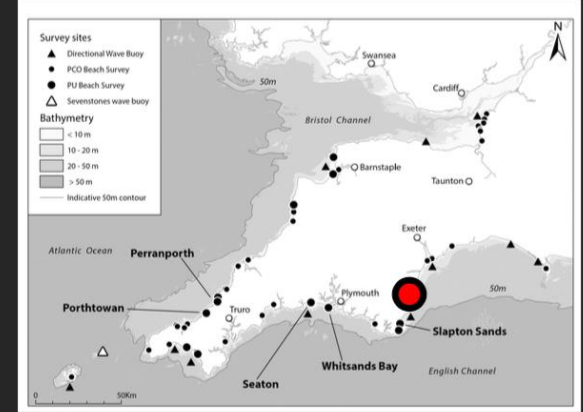 N
Survey sites
Directional Wave Buoy
PCO Beach Survey
PU Beach Survey
Sevenstones wave buoy
Bathymetry
< 10 m
10 - 20 m
20 - 50 m
> 50 m
Indicative 50m contour
Swansea
50m
Cardiff
Bristol Channel
Barnstaple
Taunton
Exeter
Atlantic Ocean
Perranporth
50m
Plymouth
Porthtowan
Truro
Slapton Sands
Whitsands Bay
English Channel
Seaton
0 50Km